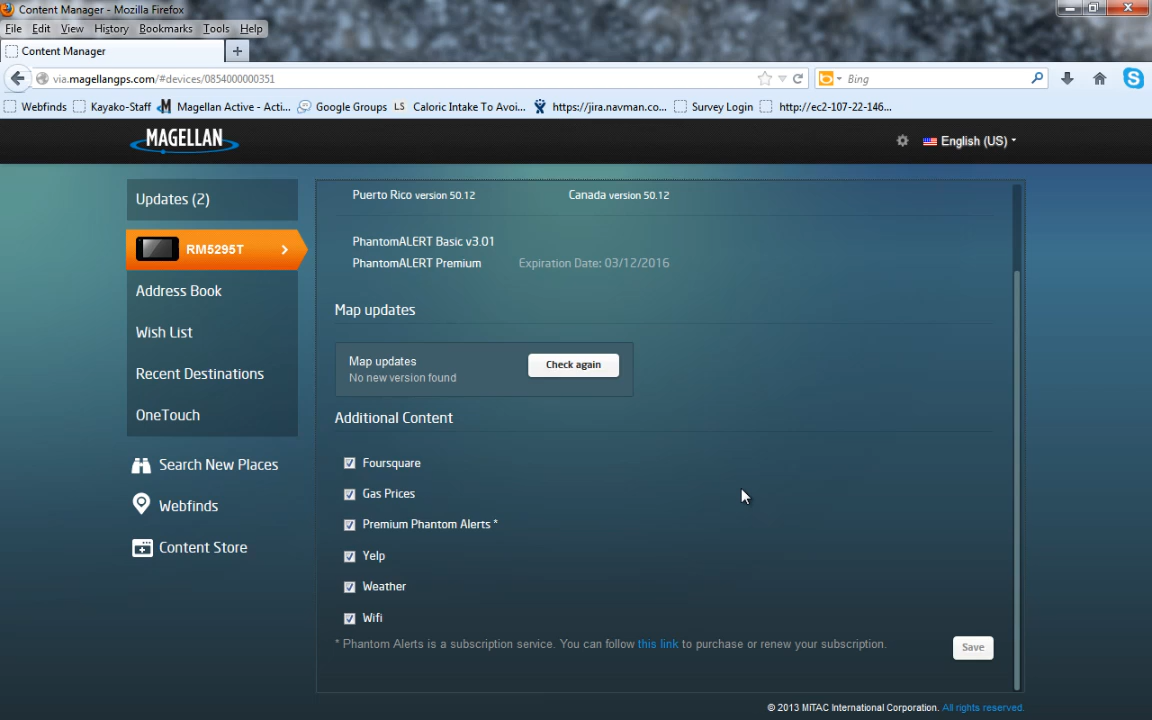 Content Manager - Mozilla Firefox
File Edit View History Bookmarks Tools Help
Content Manager
via.magellangps.com/#devices/0854000000351
Bing
Webfinds Kayako-Staff Magellan Active - Acti... Google Groups LS Caloric Intake To Avoi... https://jira.navman.co... Survey Login http://ec2-107-22-146...
MAGELLAN
English (US)
Updates (2)
RM5295T
Address Book
Wish List
Recent Destinations
OneTouch
Search New Places
Webfinds
Content Store
Puerto Rico version 50.12 Canada version 50.12
PhantomALERT Basic v3.01
PhantomALERT Premium Expiration Date: 03/12/2016
Map updates
Map updates
No new version found
Check again
Additional Content
Foursquare
Gas Prices
Premium Phantom Alerts *
Yelp
Weather
Wifi
* Phantom Alerts is a subscription service. You can follow this link to purchase or renew your subscription.
Save
© 2013 MiTAC International Corporation. All rights reserved.